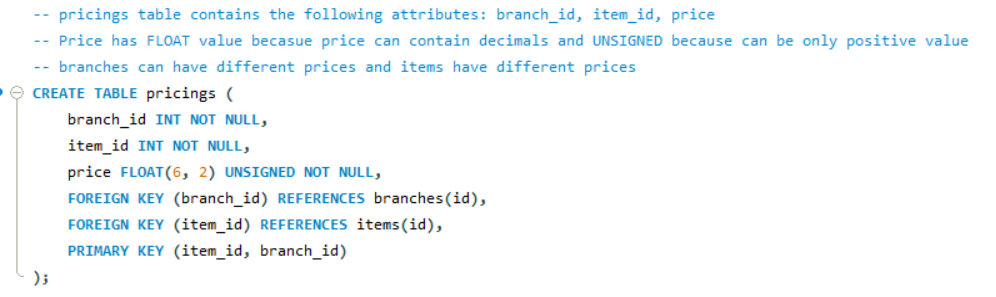 -- pricings table contains the following attributes: branch_id, item_id, price
-- Price has FLOAT value becasue price can contain decimals and UNSIGNED because can be only positive value
-- branches can have different prices and items have different prices
CREATE TABLE pricings (
branch_id INT NOT NULL,
item_id INT NOT NULL,
price FLOAT(6, 2) UNSIGNED NOT NULL,
FOREIGN KEY (branch_id) REFERENCES branches(id),
FOREIGN KEY (item_id) REFERENCES items(id),
PRIMARY KEY (item_id, branch_id)
);